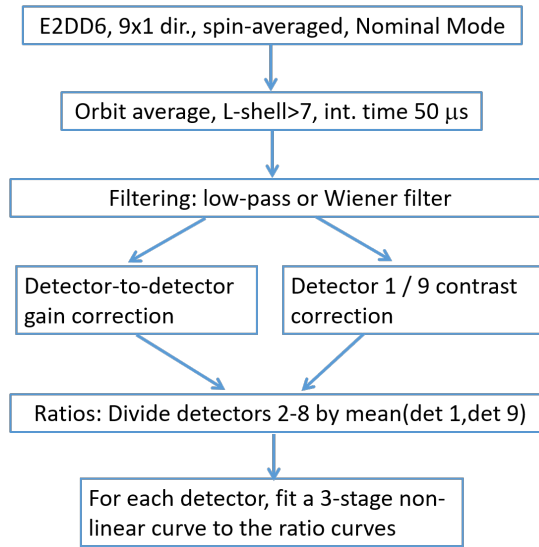 E2DD6, 9x1 dir., spin-averaged, Nominal Mode
Orbit average, L-shell>7, int. time 50 μs
Filtering: low-pass or Wiener filter
Detector-to-detector
gain correction
Detector 1 / 9 contrast
correction
Ratios: Divide detectors 2-8 by mean(det 1,det 9)
For each detector, fit a 3-stage non-
linear curve to the ratio curves